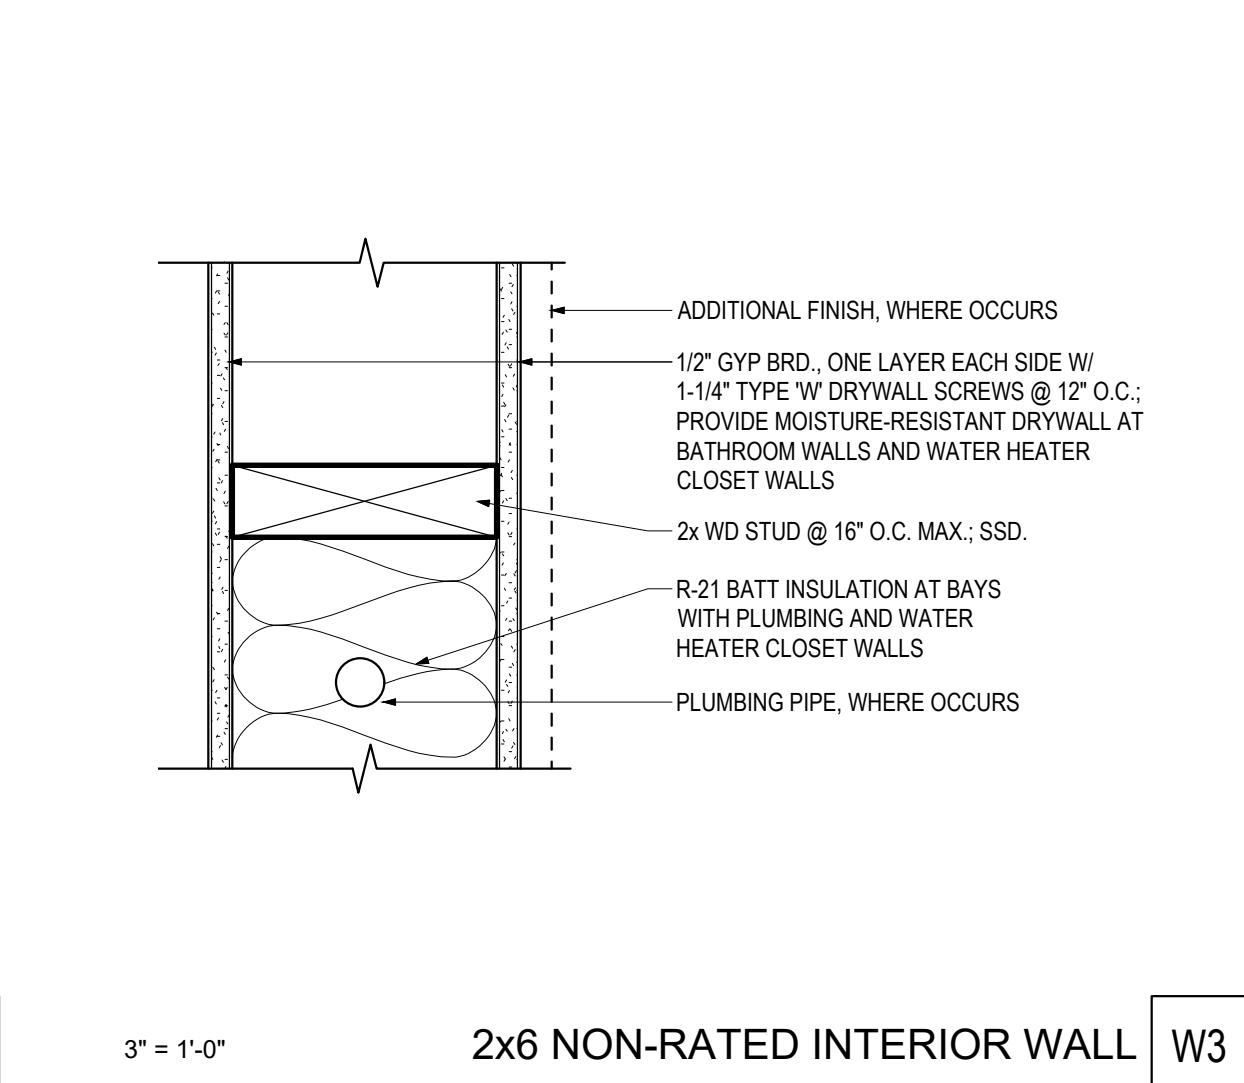 ADDITIONAL FINISH, WHERE OCCURS
1/2" GYP BRD., ONE LAYER EACH SIDE W/
1-1/4" TYPE 'W' DRYWALL SCREWS @ 12" O.C.;
PROVIDE MOISTURE-RESISTANT DRYWALL AT
BATHROOM WALLS AND WATER HEATER
CLOSET WALLS
2x WD STUD @ 16" O.C. MAX.; SSD.
R-21 BATT INSULATION AT BAYS
WITH PLUMBING AND WATER
HEATER CLOSET WALLS
PLUMBING PIPE, WHERE OCCURS
3" = 1'-0"
2x6 NON-RATED INTERIOR WALL
W3